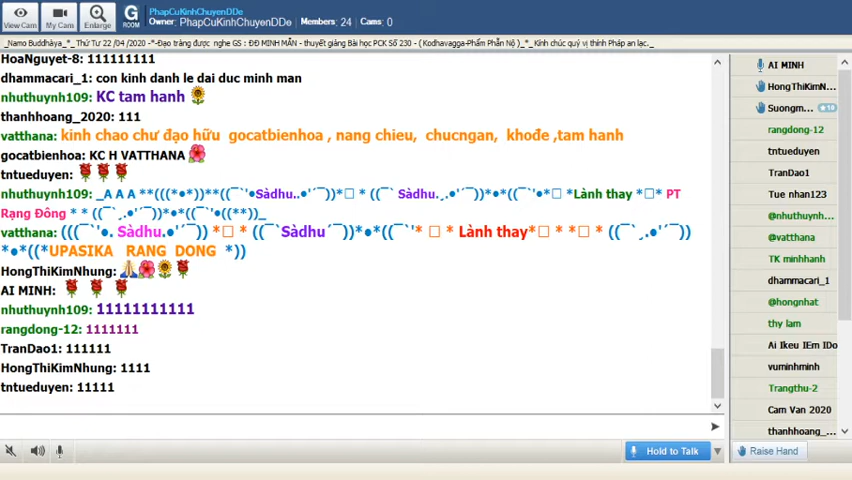 PhapCuKinhChuyenDDe
Owner: PhapCuKinhChuyenDDe Members: 24 Cams: 0
View Cam My Cam Enlarge G ROOM
_Namo Buddhàya_*_ Thứ Tư 22 /04 /2020 -*-Đạo tràng được nghe GS : ĐĐ MINH MẪN - thuyết giảng Bài học PCK Số 230 - ( Kodhavagga-Phẩm Phẫn Nộ )_*_Kính chúc quý vị thính Pháp an lạc._
HoaNguyet-8: 111111111
dhammacari_1: con kinh danh le dai duc minh man
nhuthuynh109: KC tam hanh
thanhhoang_2020: 111
vatthana: kinh chao chư đạo hữu gocatbienhoa , nang chieu, chucngan, khođe ,tam hanh
gocatbienhoa: KC H VATTHANA
tntueduyen:
nhuthuynh109: _A A A **(((*•*))**((¯`'•Sàdhu..•'´¯))*□ * ((¯` Sàdhu.¸.•'´¯))*•*((¯`'•*□ *Lành thay *□* PT
Rạng Đông * * ((¯`¸.•'´¯))*•*((¯`'((**))_
vatthana: (((¯`'•. Sàdhu.•'´¯)) *□ * ((¯`Sàdhu´¯))*•*((¯`'* □ * Lành thay*□ * *□ * ((¯`¸.•'´¯))
*•*((*UPASIKA RANG DONG *))
HongThiKimNhung:
AI MINH:
nhuthuynh109: 11111111111
rangdong-12: 1111111
TranDao1: 111111
HongThiKimNhung: 1111
tntueduyen: 11111
Hold to Talk
AI MINH
HongThiKimN...
Suongm... +18
rangdong-12
tntueduyen
TranDao1
Tue nhan123
@nhuthuynh...
@vatthana
TK minhhanh
dhammacari_1
@hongnhat
thy lam
Ai Ikeu IEm IDo
vuminhminh
Trangthu-2
Cam Van 2020
thanhhoang_...
Raise Hand